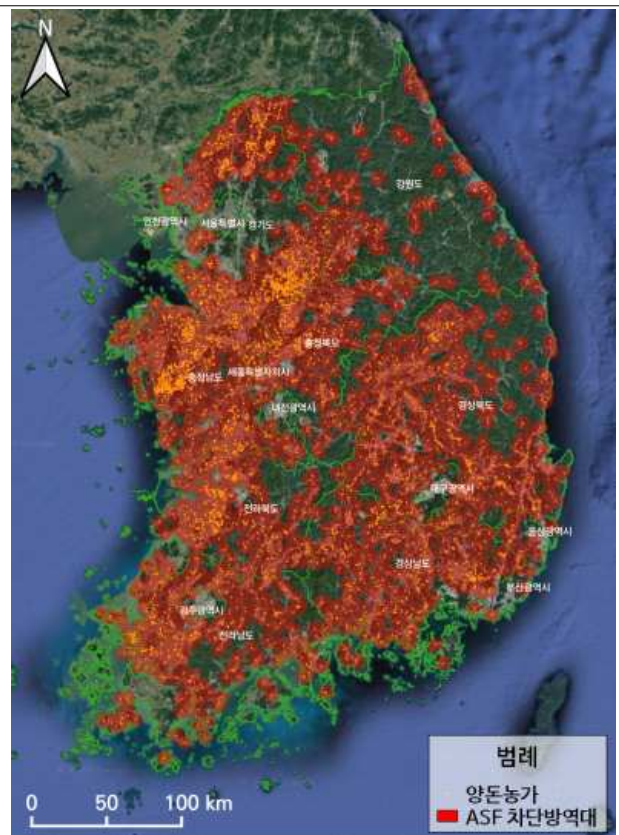 N
강원도
인천광역시 서울특별시 경기도
충청북도
충청남도 세종특별자치시
대전광역시
경상북도
대구광역시
전라북도
울산광역시
경상남도
부산광역시
광주광역시
전라남도
범례
양돈농가
ASF 차단방역대
0 50 100 km